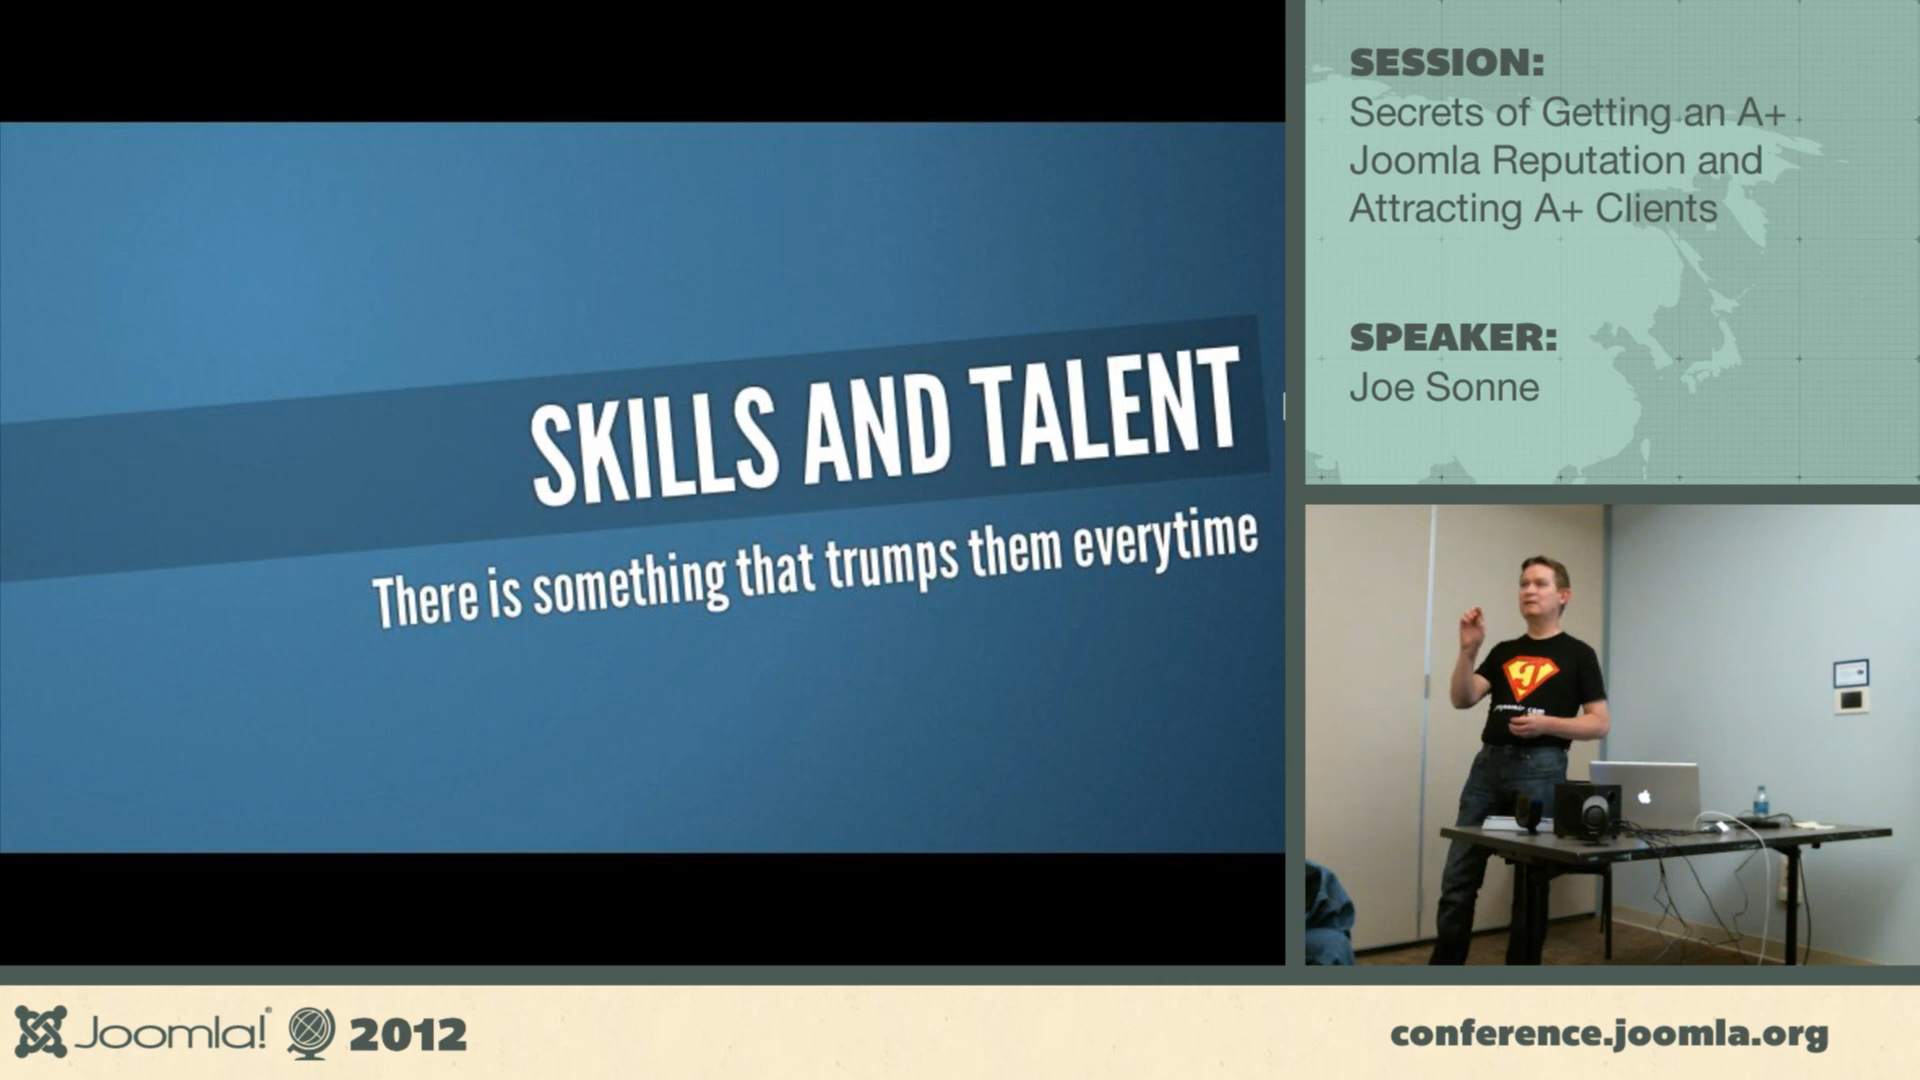 SKILLS AND TALENT
There is something that trumps them everytime
SESSION:
Secrets of Getting an A+
Joomla Reputation and
Attracting A+ Clients
SPEAKER:
Joe Sonne
Joomla!® 2012
conference.joomla.org